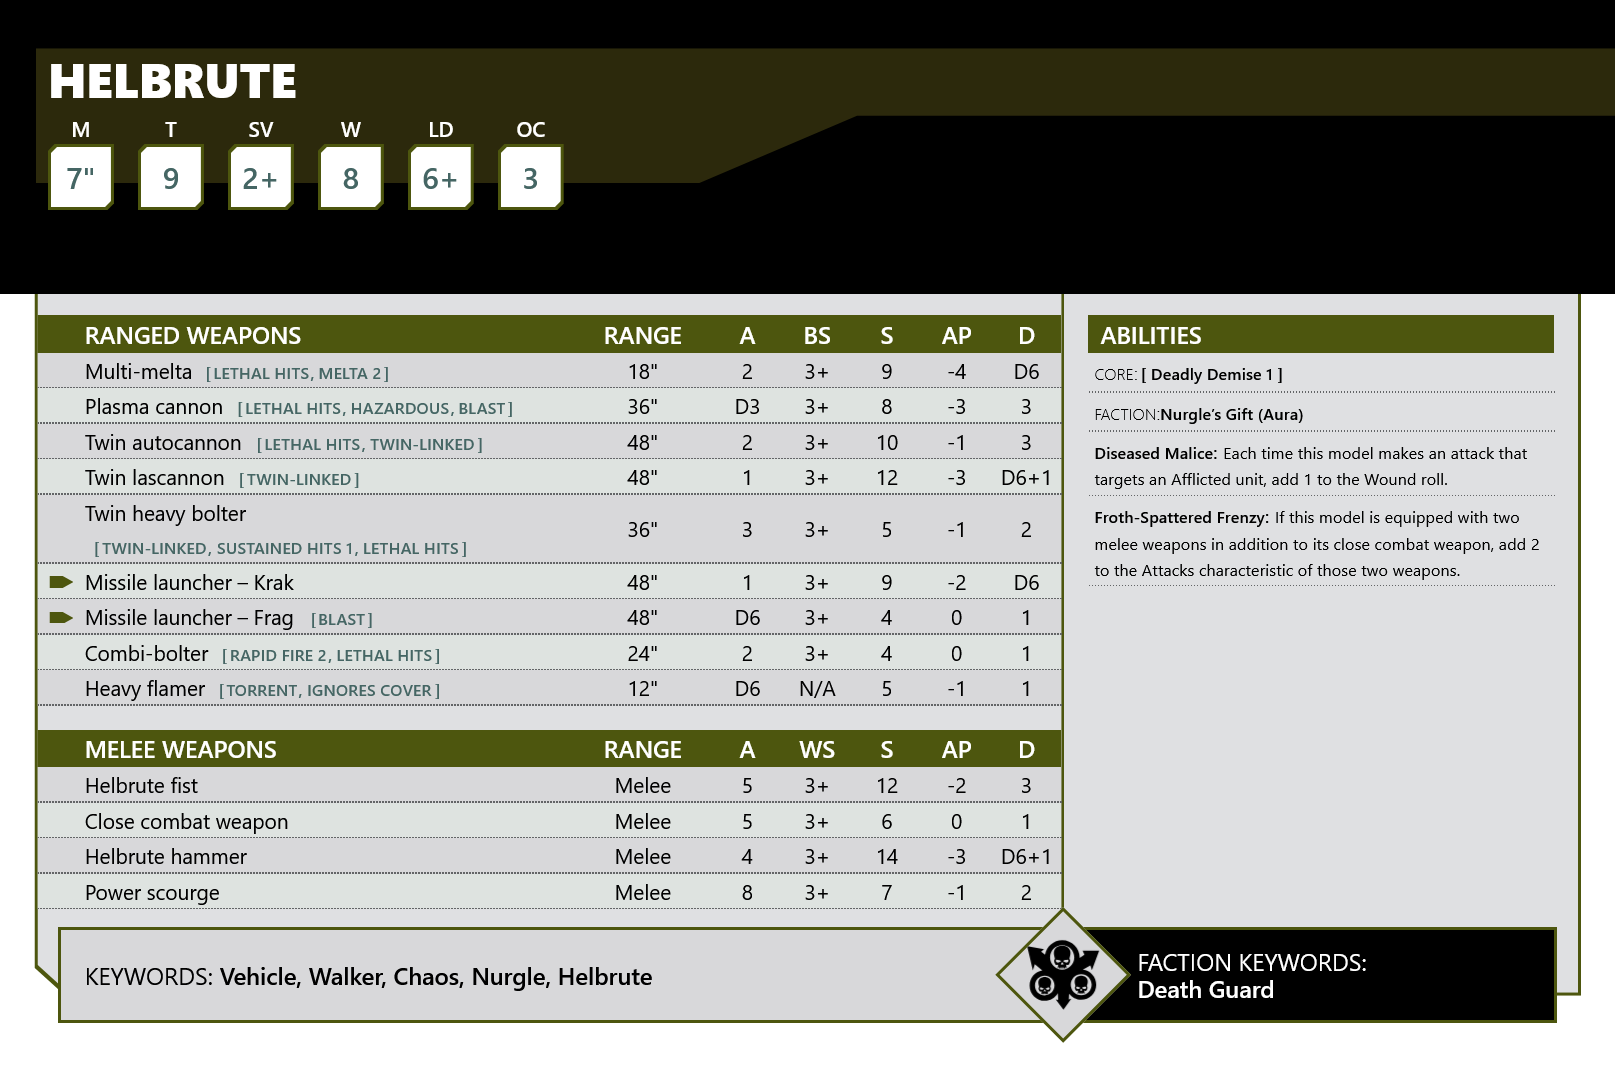 HELBRUTE
M T SV W LD OC
7" 9 2+ 8 6+ 3
RANGED WEAPONS RANGE A BS S AP D
Multi-melta [LETHAL HITS, MELTA 2] 18" 2 3+ 9 -4 D6
Plasma cannon [LETHAL HITS, HAZARDOUS, BLAST] 36" D3 3+ 8 -3 3
Twin autocannon [LETHAL HITS, TWIN-LINKED] 48" 2 3+ 10 -1 3
Twin lascannon [TWIN-LINKED] 48" 1 3+ 12 -3 D6+1
Twin heavy bolter
[TWIN-LINKED, SUSTAINED HITS 1, LETHAL HITS] 36" 3 3+ 5 -1 2
Missile launcher – Krak 48" 1 3+ 9 -2 D6
Missile launcher – Frag [BLAST] 48" D6 3+ 4 0 1
Combi-bolter [RAPID FIRE 2, LETHAL HITS] 24" 2 3+ 4 0 1
Heavy flamer [TORRENT, IGNORES COVER] 12" D6 N/A 5 -1 1
MELEE WEAPONS RANGE A WS S AP D
Helbrute fist Melee 5 3+ 12 -2 3
Close combat weapon Melee 5 3+ 6 0 1
Helbrute hammer Melee 4 3+ 14 -3 D6+1
Power scourge Melee 8 3+ 7 -1 2
ABILITIES
CORE: [ Deadly Demise 1 ]
FACTION:Nurgle’s Gift (Aura)
Diseased Malice: Each time this model makes an attack that
targets an Afflicted unit, add 1 to the Wound roll.
Froth-Spattered Frenzy: If this model is equipped with two
melee weapons in addition to its close combat weapon, add 2
to the Attacks characteristic of those two weapons.
KEYWORDS: Vehicle, Walker, Chaos, Nurgle, Helbrute
FACTION KEYWORDS:
Death Guard